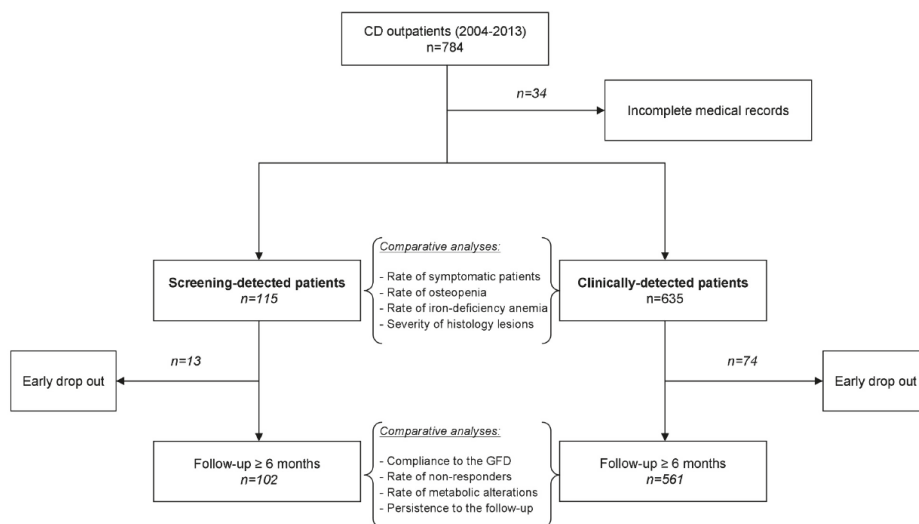 CD outpatients (2004-2013)
n=784
n=34
Incomplete medical records
Screening-detected patients
n=115
Comparative analyses:
- Rate of symptomatic patients
- Rate of osteopenia
- Rate of iron-deficiency anemia
- Severity of histology lesions
Clinically-detected patients
n=635
n=13
Early drop out
n=74
Early drop out
Follow-up ≥ 6 months
n=102
Comparative analyses:
- Compliance to the GFD
- Rate of non-responders
- Rate of metabolic alterations
- Persistence to the follow-up
Follow-up ≥ 6 months
n=561